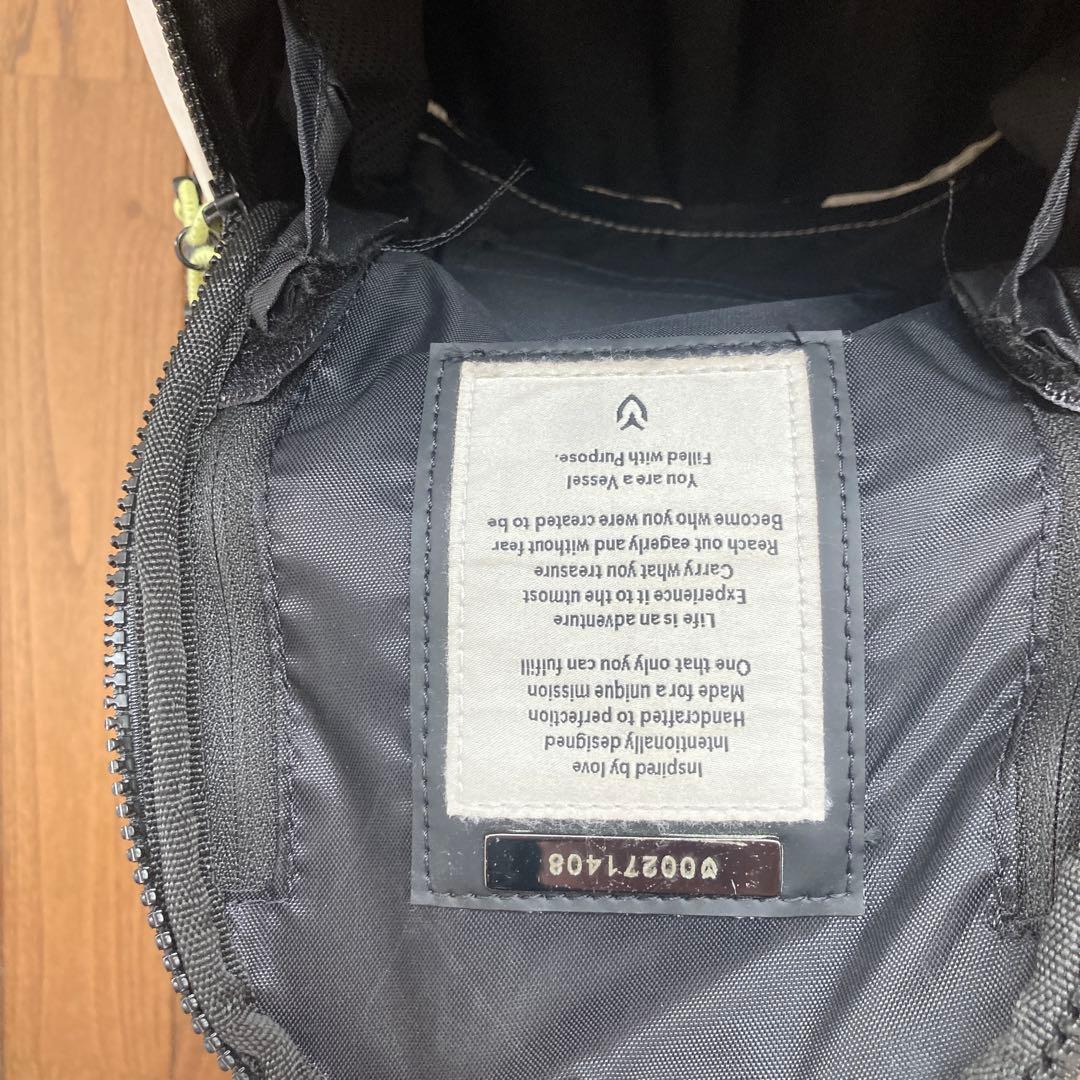 V00271408
Inspired by love
Intentionally designed
Handcrafted to perfection
Made for a unique mission
One that only you can fulfill
Life is an adventure
Experience it to the utmost
Carry what you treasure
Reach out eagerly and without fear
Become who you were created to be
You are a Vessel
Filled with Purpose.